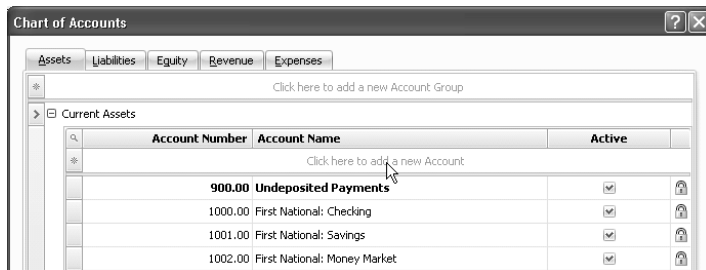 Chart of Accounts
Assets Liabilities Equity Revenue Expenses
Click here to add a new Account Group
Current Assets
Account Number Account Name Active
Click here to add a new Account
900.00 Undeposited Payments
1000.00 First National: Checking
1001.00 First National: Savings
1002.00 First National: Money Market